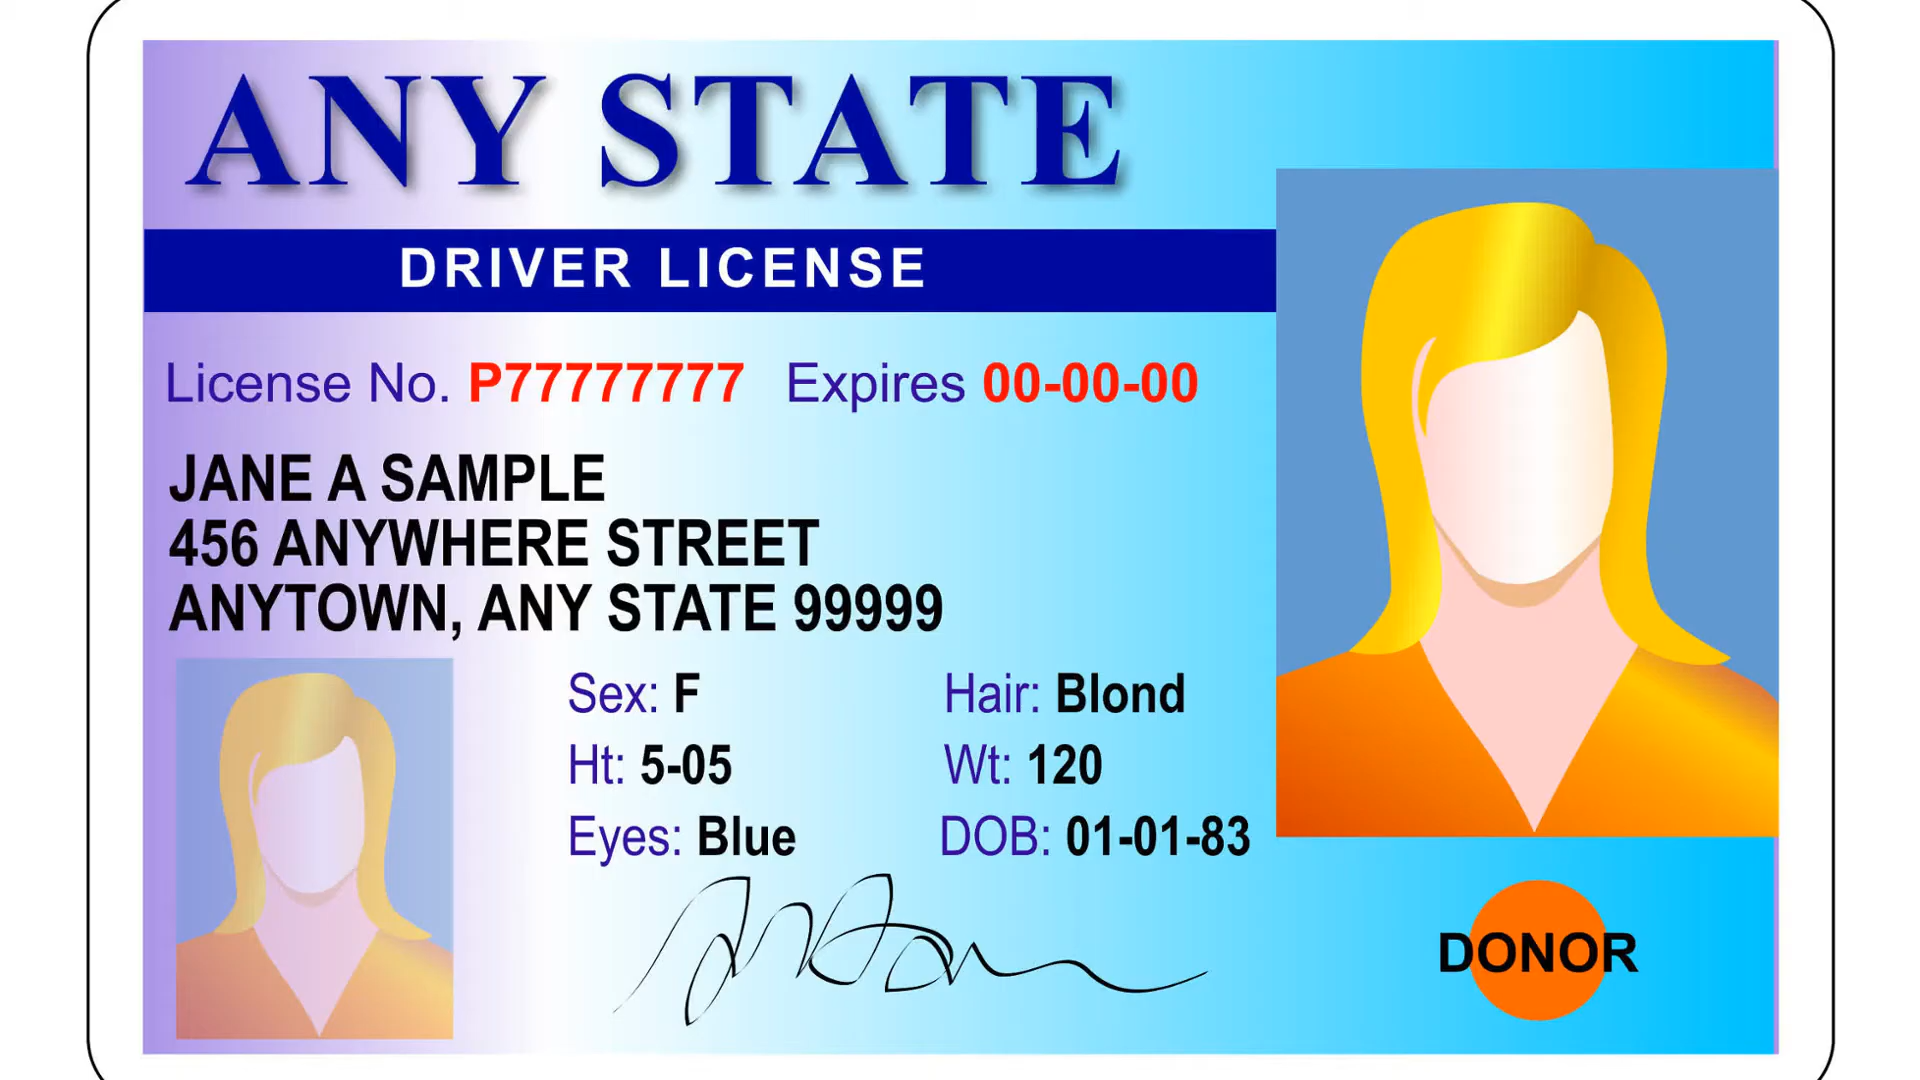 ANY STATE
DRIVER LICENSE
License No. P77777777 Expires 00-00-00
JANE A SAMPLE
456 ANYWHERE STREET
ANYTOWN, ANY STATE 99999
Sex: F Hair: Blond
Ht: 5-05 Wt: 120
Eyes: Blue DOB: 01-01-83
DONOR